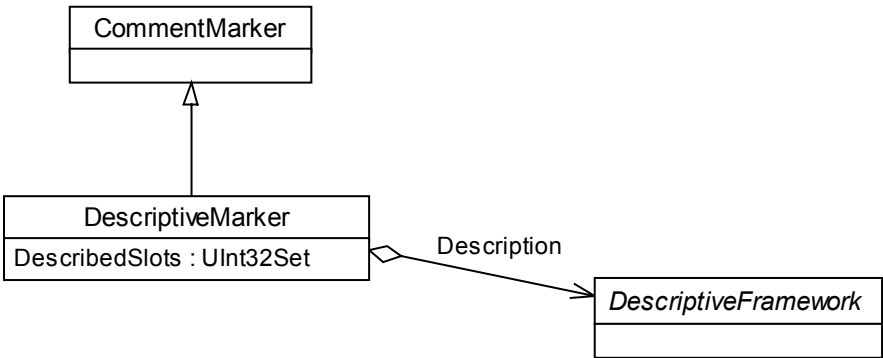 CommentMarker
DescriptiveMarker
DescribedSlots : UInt32Set
Description
DescriptiveFramework